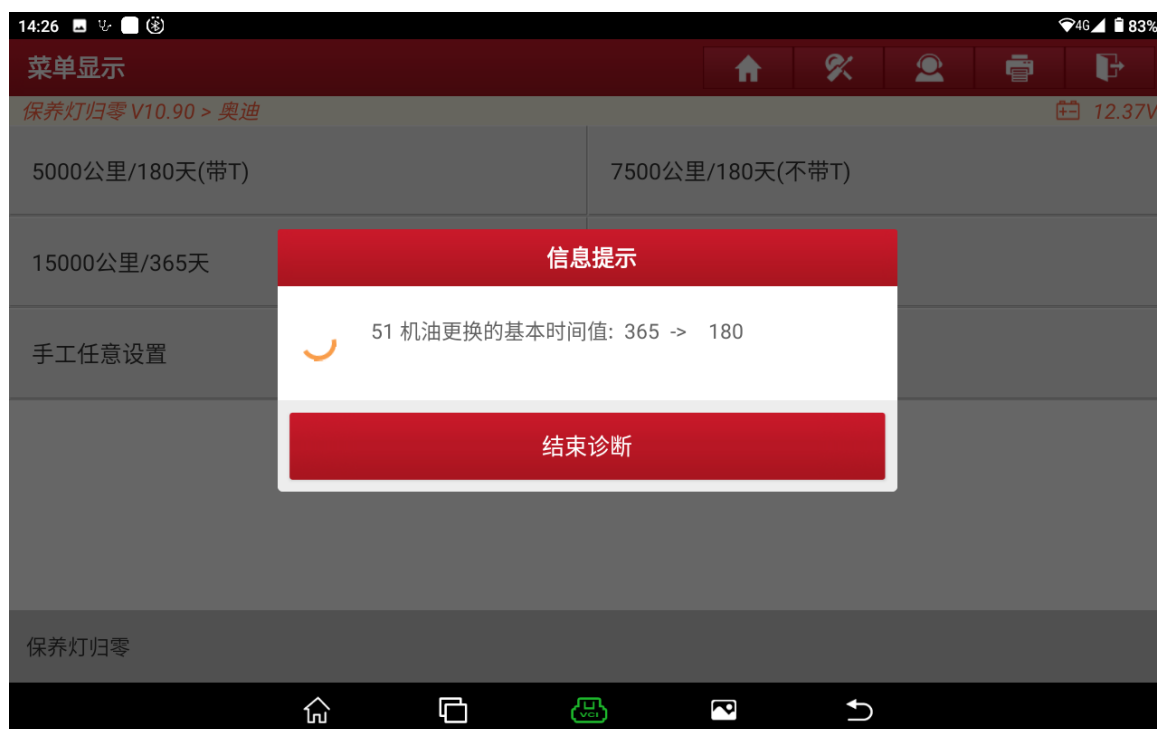 14:26
4G 83%
菜单显示
保养灯归零 V10.90 > 奥迪
12.37V
5000公里/180天(带T)
7500公里/180天(不带T)
15000公里/365天
信息提示
51 机油更换的基本时间值: 365 -> 180
手工任意设置
结束诊断
保养灯归零
VCI